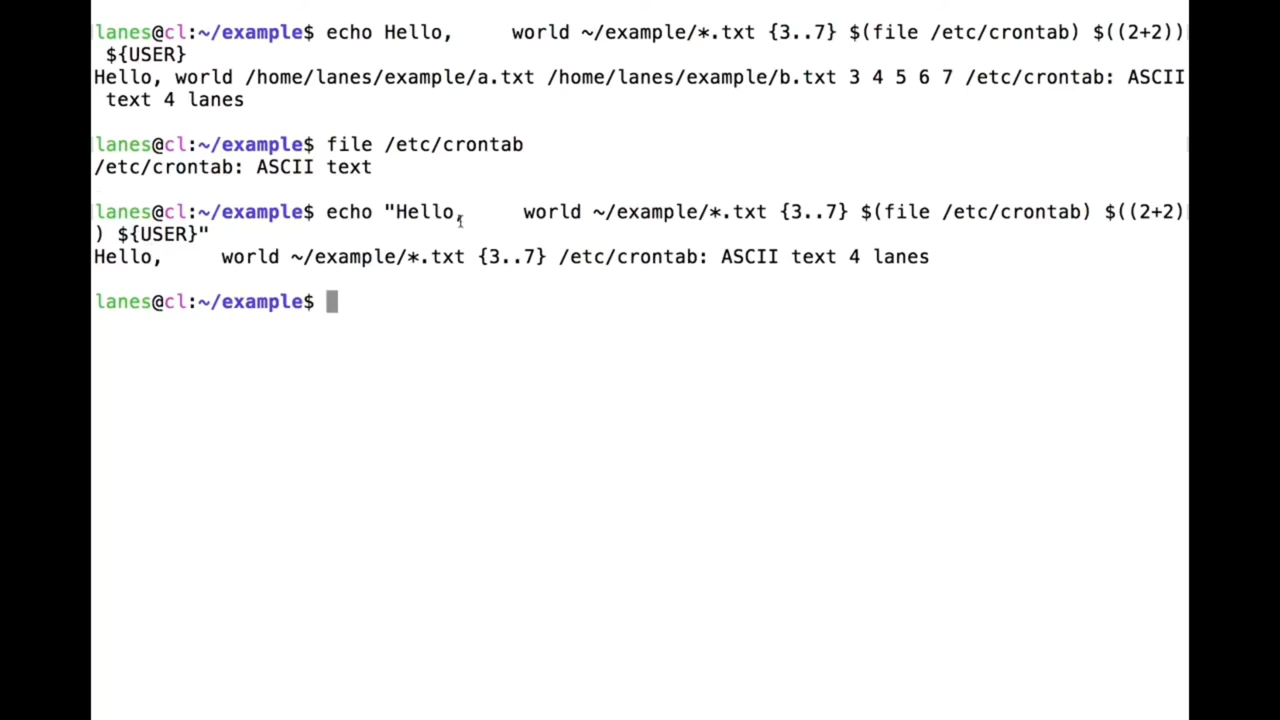 lanes@cl:~/example$ echo Hello,     world ~/example/*.txt {3..7} $(file /etc/crontab) $((2+2))
 ${USER}
Hello, world /home/lanes/example/a.txt /home/lanes/example/b.txt 3 4 5 6 7 /etc/crontab: ASCII
 text 4 lanes
lanes@cl:~/example$ file /etc/crontab
/etc/crontab: ASCII text
lanes@cl:~/example$ echo "Hello,     world ~/example/*.txt {3..7} $(file /etc/crontab) $((2+2)
) ${USER}"
Hello,     world ~/example/*.txt {3..7} /etc/crontab: ASCII text 4 lanes
lanes@cl:~/example$